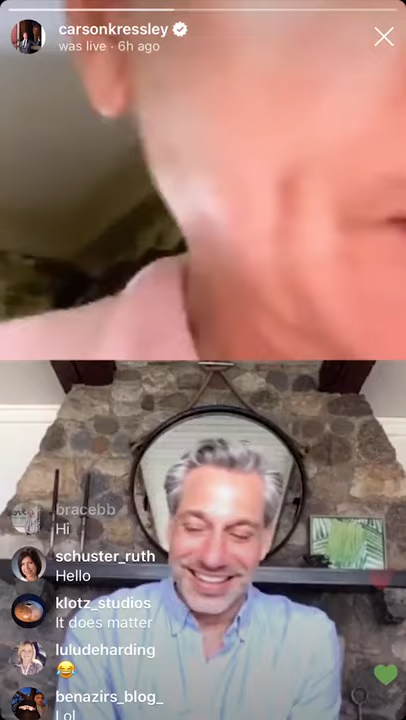 carsonkressley
was live · 6h ago
bracebb
Hi
schuster_ruth
Hello
klotz_studios
It does matter
luludeharding
😂
benazirs_blog_
Lol